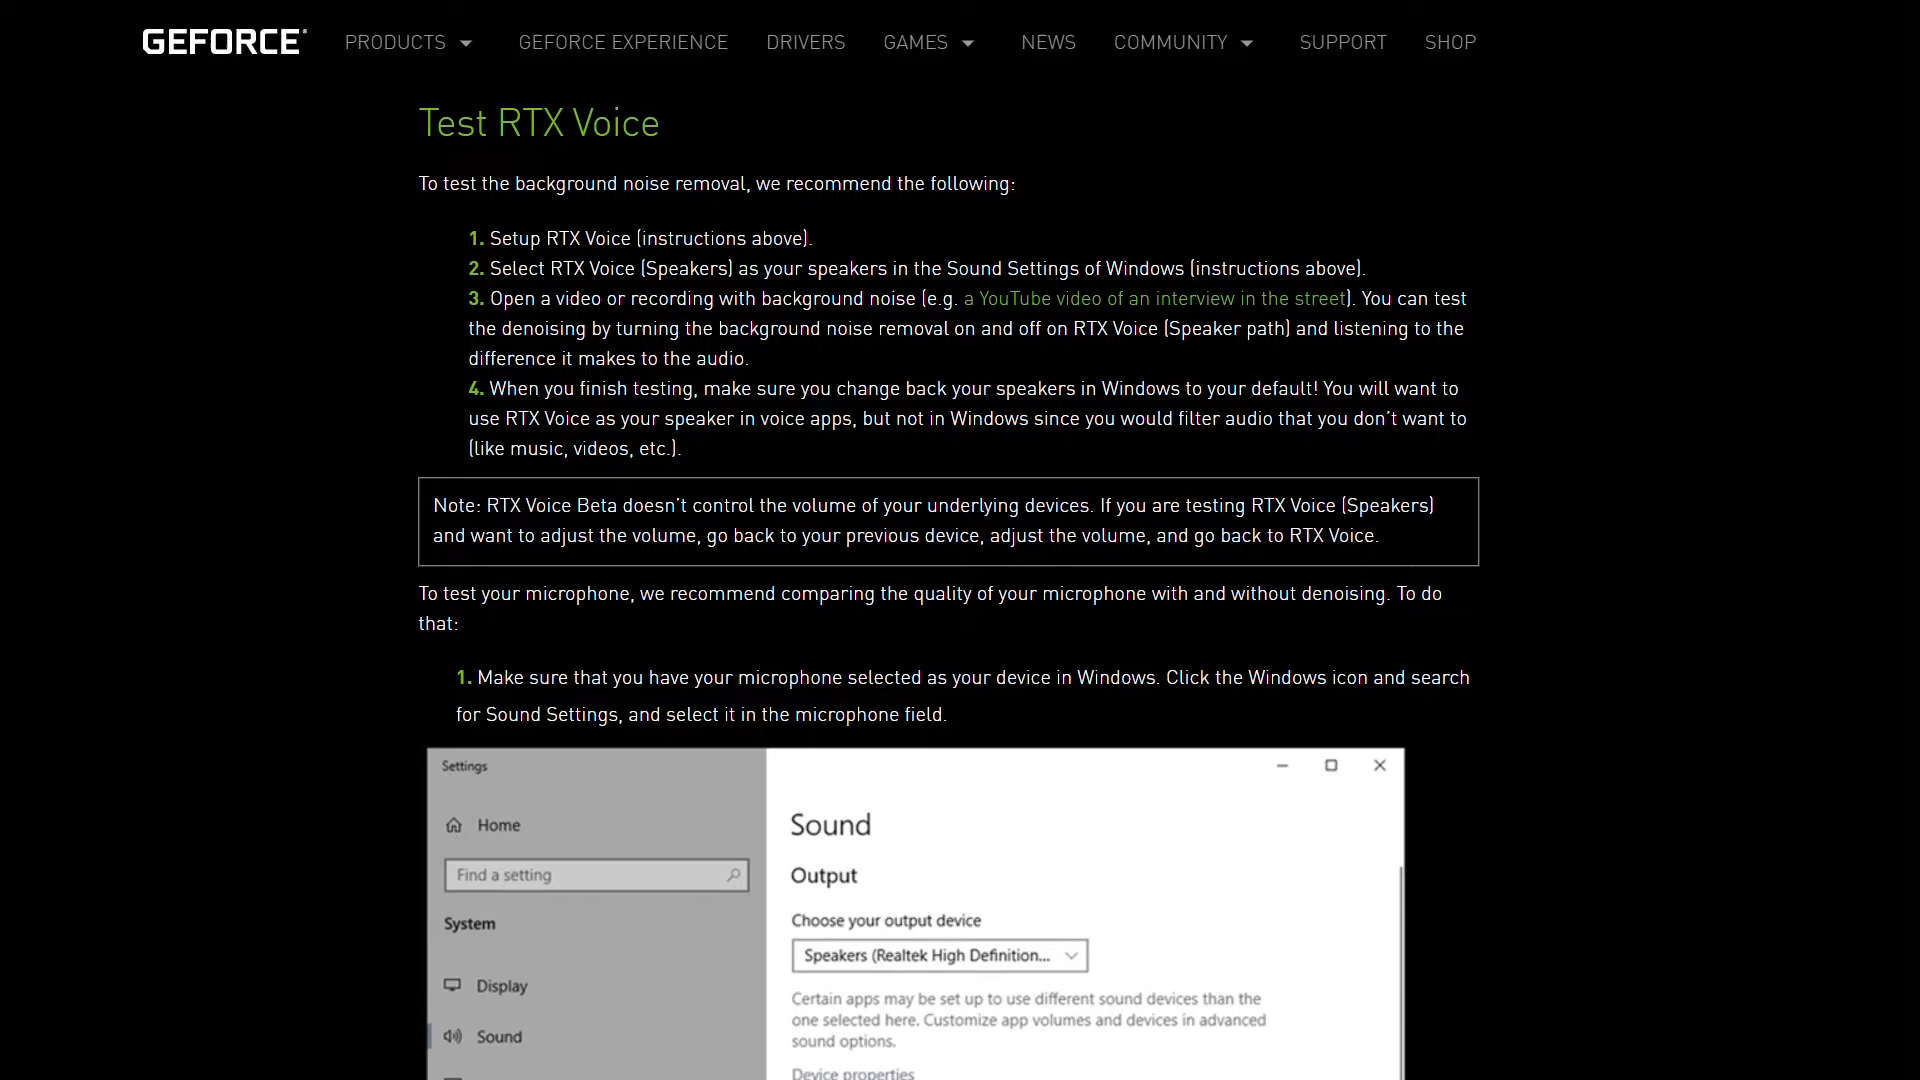 GEFORCE PRODUCTS GEFORCE EXPERIENCE DRIVERS GAMES NEWS COMMUNITY SUPPORT SHOP
Test RTX Voice
To test the background noise removal, we recommend the following:
1. Setup RTX Voice (instructions above).
2. Select RTX Voice (Speakers) as your speakers in the Sound Settings of Windows (instructions above).
3. Open a video or recording with background noise (e.g. a YouTube video of an interview in the street). You can test
the denoising by turning the background noise removal on and off on RTX Voice (Speaker path) and listening to the
difference it makes to the audio.
4. When you finish testing, make sure you change back your speakers in Windows to your default! You will want to
use RTX Voice as your speaker in voice apps, but not in Windows since you would filter audio that you don't want to
(like music, videos, etc.).
Note: RTX Voice Beta doesn't control the volume of your underlying devices. If you are testing RTX Voice (Speakers)
and want to adjust the volume, go back to your previous device, adjust the volume, and go back to RTX Voice.
To test your microphone, we recommend comparing the quality of your microphone with and without denoising. To do
that:
1. Make sure that you have your microphone selected as your device in Windows. Click the Windows icon and search
for Sound Settings, and select it in the microphone field.
Settings
Home
Find a setting
System
Display
Sound
Sound
Output
Choose your output device
Speakers (Realtek High Definition...
Certain apps may be set up to use different sound devices than the
one selected here. Customize app volumes and devices in advanced
sound options.
Device properties